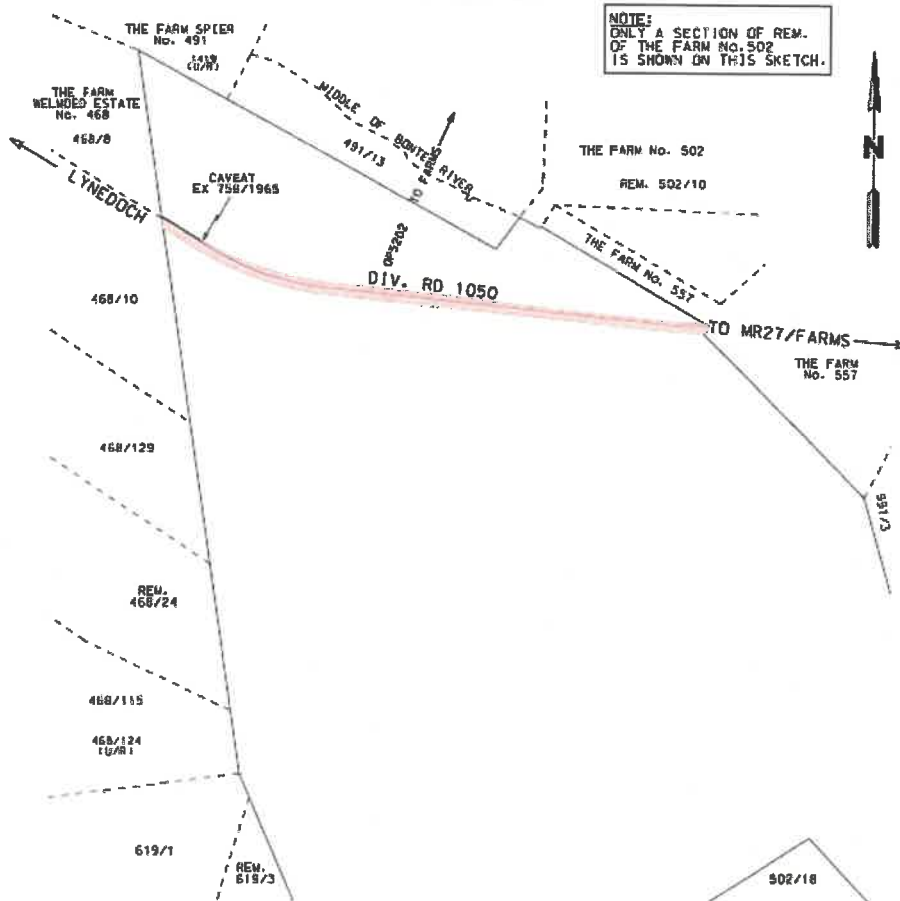 NOTE:
ONLY A SECTION OF REM.
OF THE FARM No.502
IS SHOWN ON THIS SKETCH.
THE FARM SPIER
No. 491
(U/R)
THE FARM
WELMOED ESTATE
No. 468
468/8
MIDDLE OF BONTE RIVER
491/13
TO FARMS
THE FARM No. 502
REM. 502/10
N
LYNEDOCH
CAVEAT
EX 758/1965
OP5202
THE FARM No. 557
DIV. RD 1050
468/10
TO MR27/FARMS
THE FARM
No. 557
468/129
551/3
REM.
468/24
468/115
468/124
(U/R)
619/1
REM.
619/3
502/18